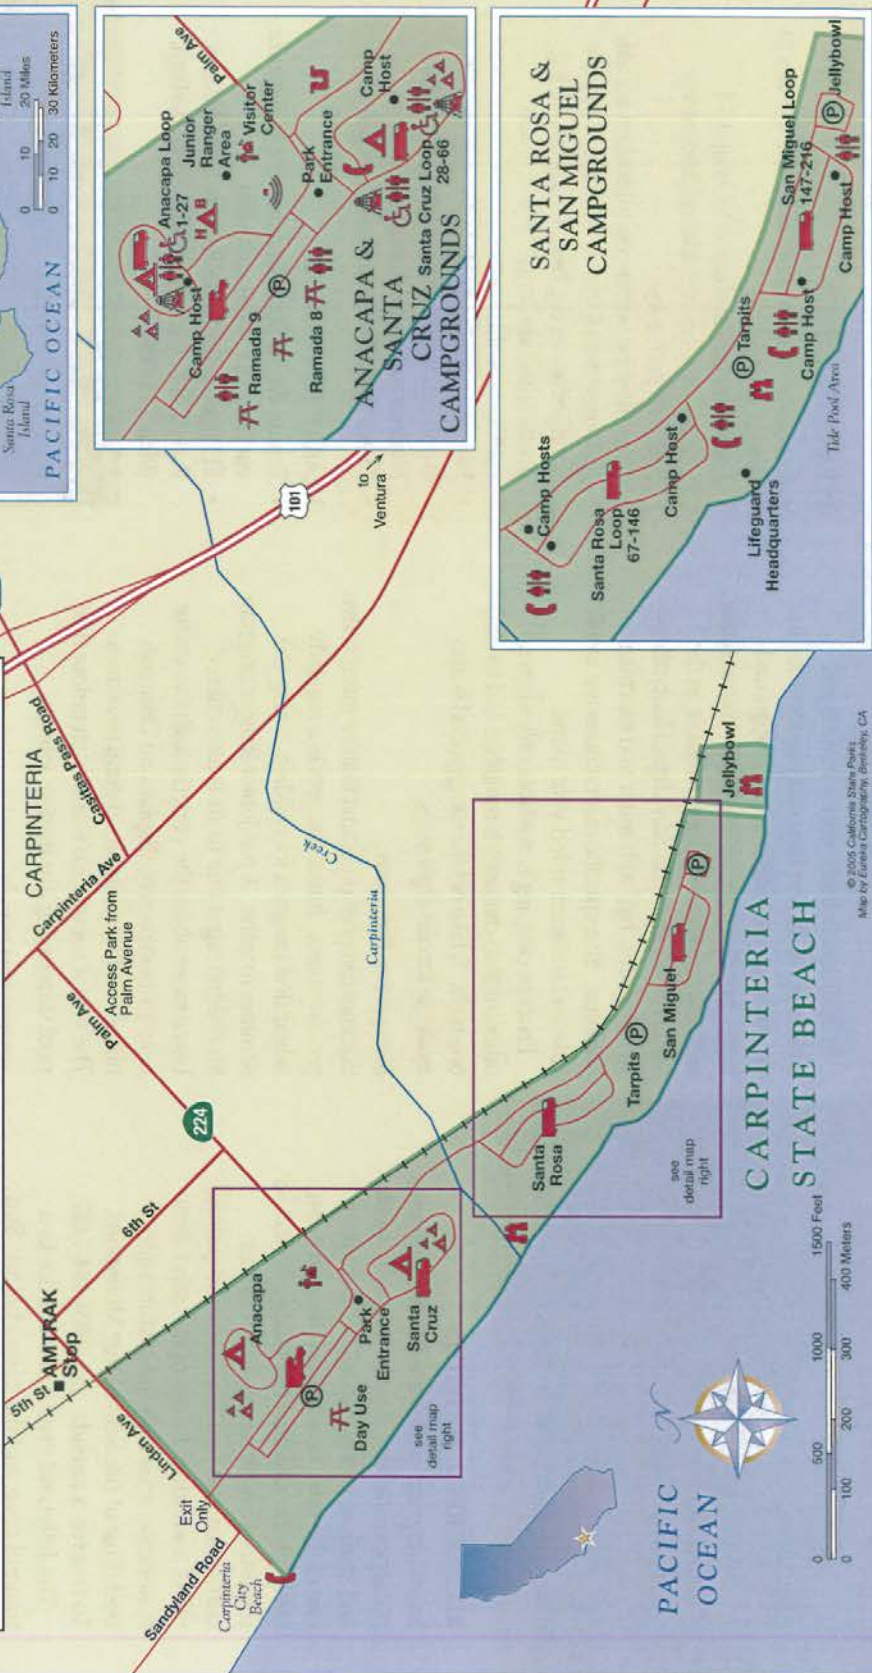 Santa Rosa
Island
Island
PACIFIC OCEAN
0 10 20 Miles
0 10 20 30 Kilometers
CARPINTERIA
Casitas Pass Road
Carpinteria Ave
Access Park from
Palm Avenue
Palm Ave
224
6th St
5th St
AMTRAK
Stop
Linden Ave
Exit
Only
Sandyland Road
Carpinteria
City
Beach
101
to
Ventura
Carpinteria
Creek
Anacapa
P
Day Use
Park
Entrance
Santa
Cruz
see
detail map
right
Santa
Rosa
Tarpits P
San Miguel
P
Jellybowl
see
detail map
right
CARPINTERIA
STATE BEACH
PACIFIC
OCEAN
N
0 500 1000 1500 Feet
0 100 200 300 400 Meters
© 2005 California State Parks
Map by Eureka Cartography, Berkeley, CA
Palm Ave
Anacapa Loop
1-27
Junior
Ranger
Area
Visitor
Center
H B
Camp Host
Park
Entrance
Camp
Host
P
Ramada 9
Ramada 8
Santa Cruz Loop
28-66
ANACAPA &
SANTA
CRUZ
CAMPGROUNDS
SANTA ROSA &
SAN MIGUEL
CAMPGROUNDS
Camp Hosts
Santa Rosa
Loop
67-146
Camp Host
P Tarpits
Lifeguard
Headquarters
Camp Host
San Miguel Loop
147-216
P Jellybowl
Camp Host
Tide Pool Area